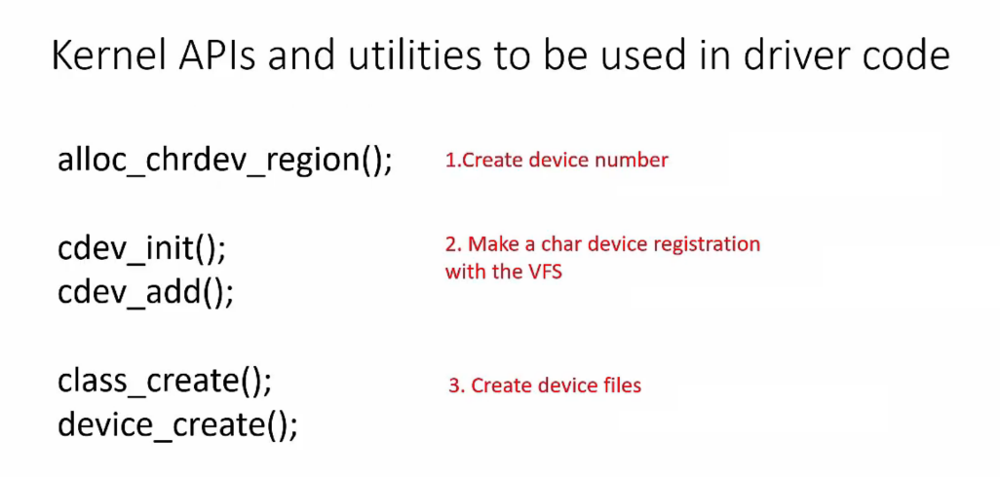 Kernel APIs and utilities to be used in driver code
alloc_chrdev_region();
1.Create device number
cdev_init();
cdev_add();
2. Make a char device registration
with the VFS
class_create();
device_create();
3. Create device files